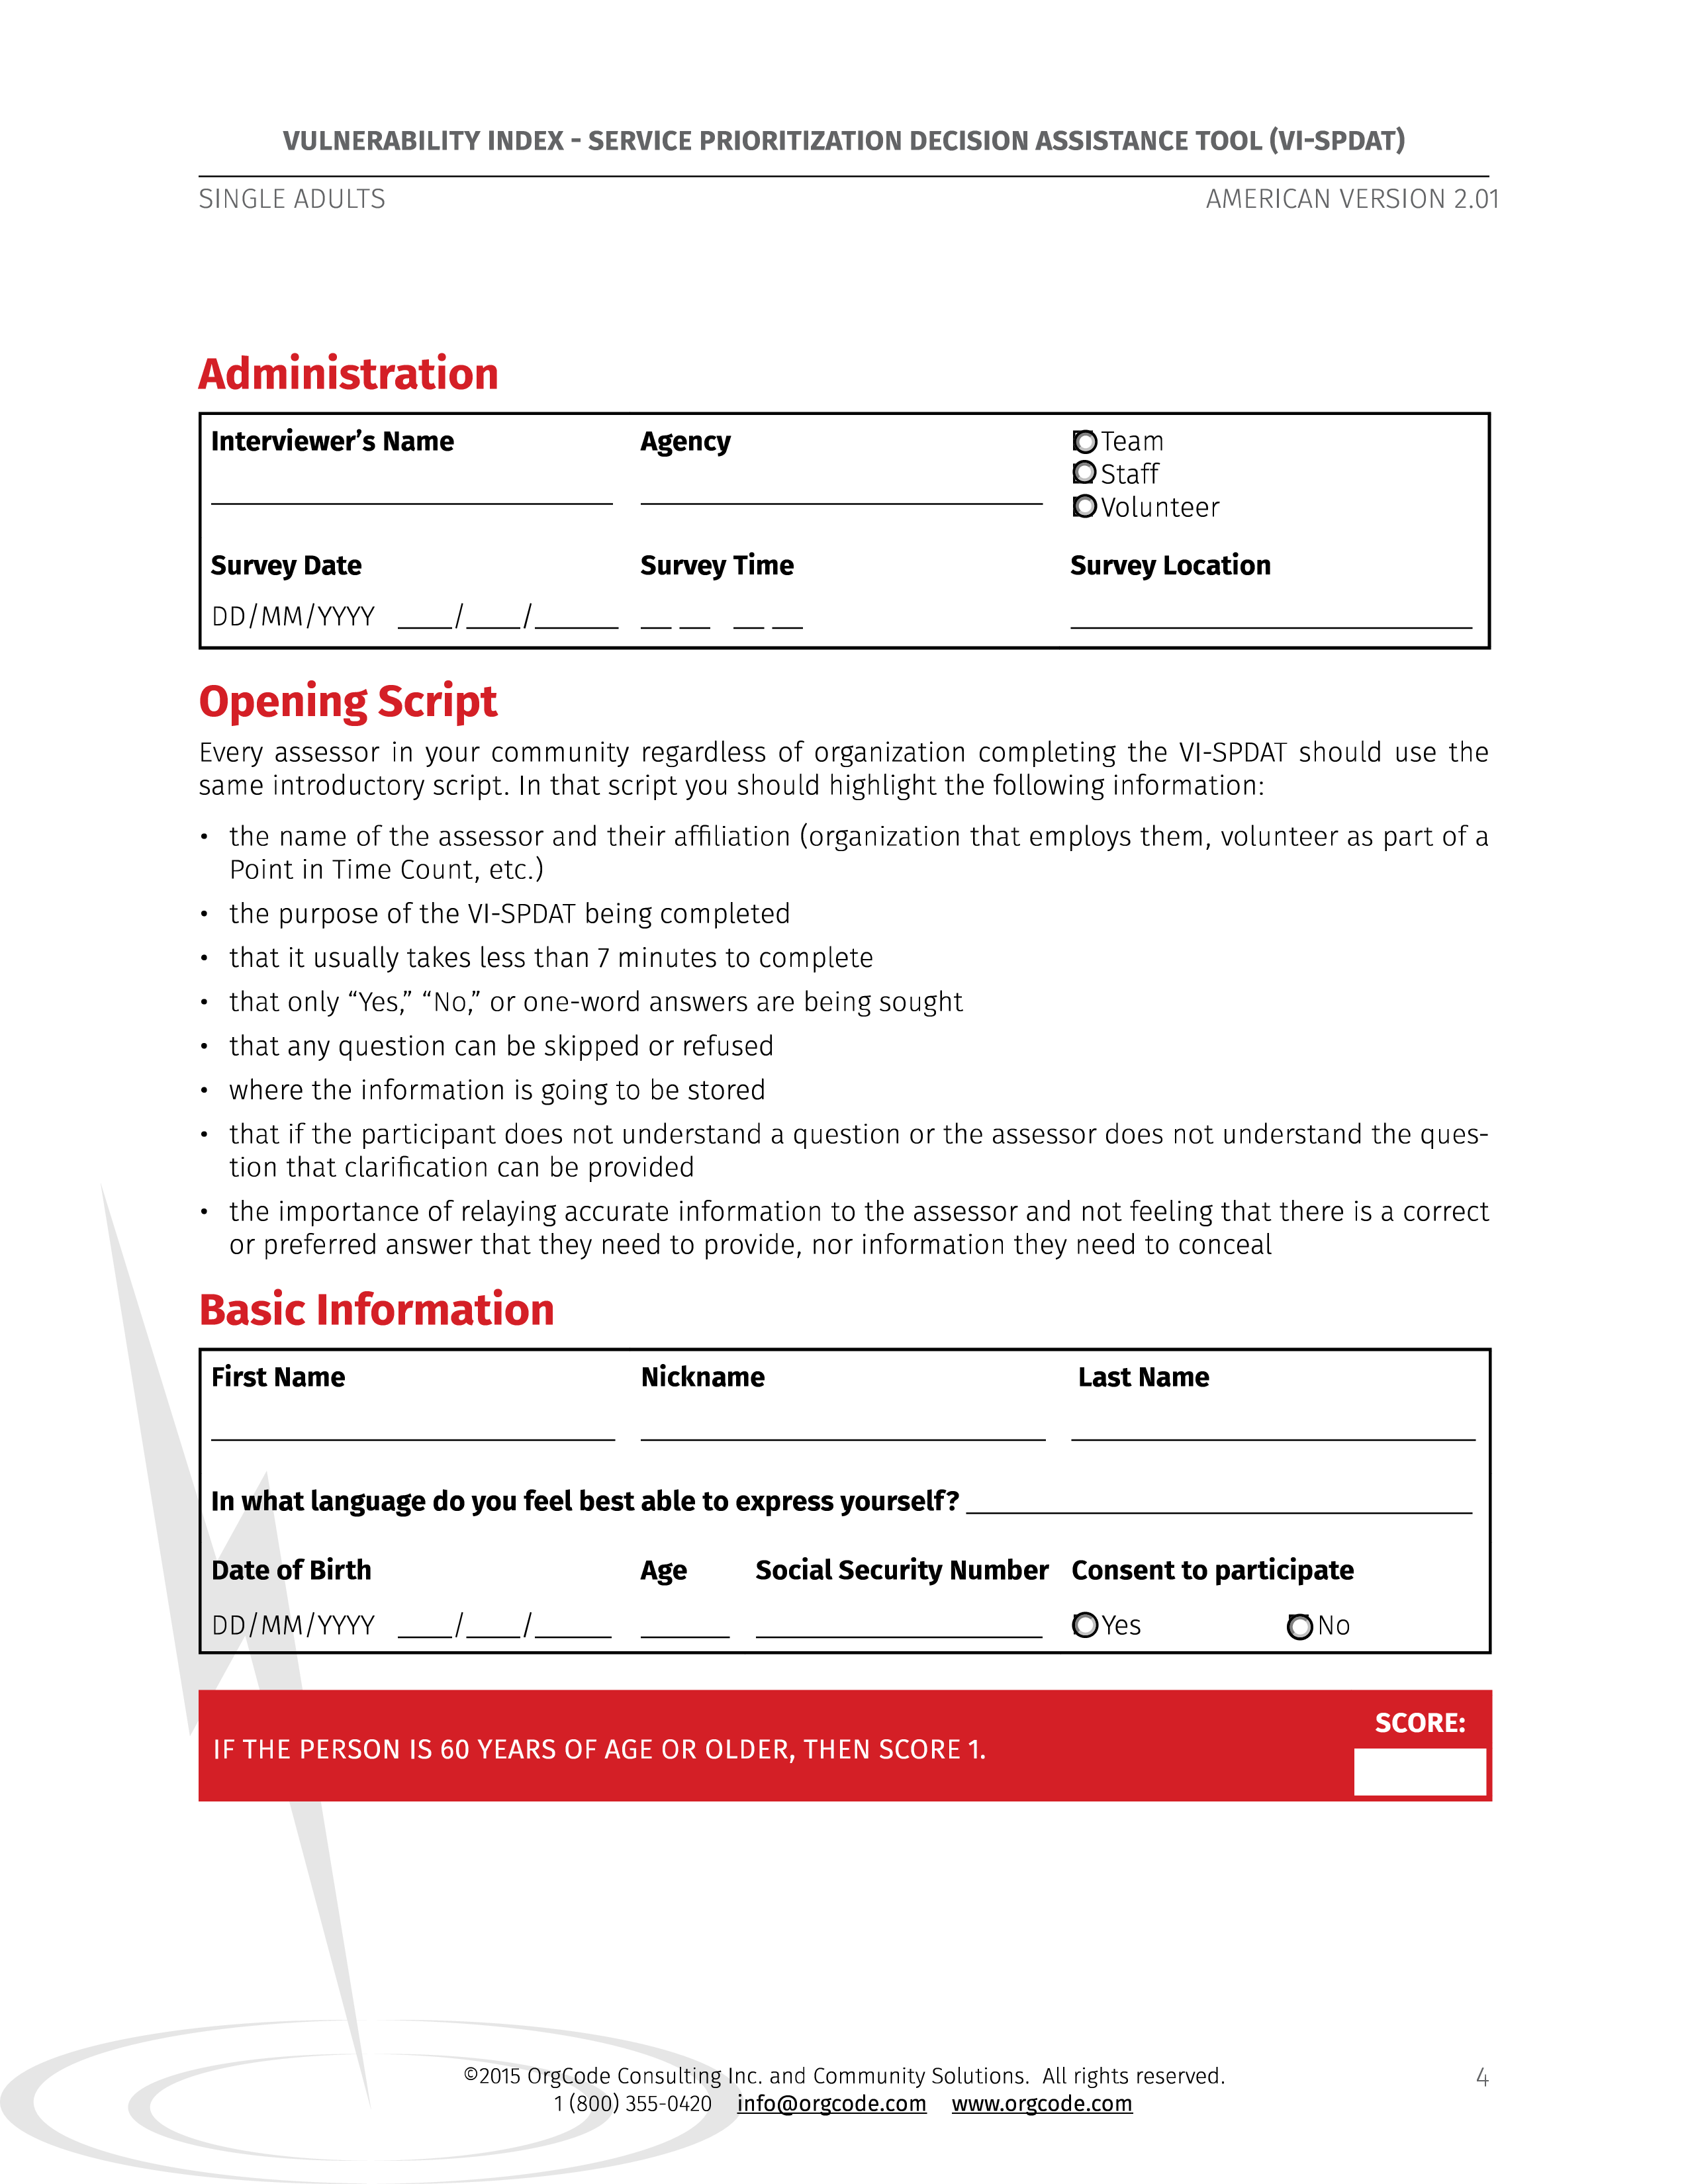 VULNERABILITY INDEX - SERVICE PRIORITIZATION DECISION ASSISTANCE TOOL (VI-SPDAT)
SINGLE ADULTS AMERICAN VERSION 2.01
Administration
Interviewer’s Name Agency Team
Staff
Volunteer
Survey Date Survey Time Survey Location
DD/MM/YYYY ____/____/______ __ __ __ __ ______________
Opening Script
Every assessor in your community regardless of organization completing the VI-SPDAT should use the
same introductory script. In that script you should highlight the following information:
• the name of the assessor and their affiliation (organization that employs them, volunteer as part of a
Point in Time Count, etc.)
• the purpose of the VI-SPDAT being completed
• that it usually takes less than 7 minutes to complete
• that only “Yes,” “No,” or one-word answers are being sought
• that any question can be skipped or refused
• where the information is going to be stored
• that if the participant does not understand a question or the assessor does not understand the ques-
tion that clarification can be provided
• the importance of relaying accurate information to the assessor and not feeling that there is a correct
or preferred answer that they need to provide, nor information they need to conceal
Basic Information
First Name Nickname Last Name
In what language do you feel best able to express yourself? ______________
Date of Birth Age Social Security Number Consent to participate
DD/MM/YYYY ____/____/______ ______ ______________ Yes No
SCORE:
IF THE PERSON IS 60 YEARS OF AGE OR OLDER, THEN SCORE 1.
©2015 OrgCode Consulting Inc. and Community Solutions. All rights reserved. 4
1 (800) 355-0420 info@orgcode.com www.orgcode.com